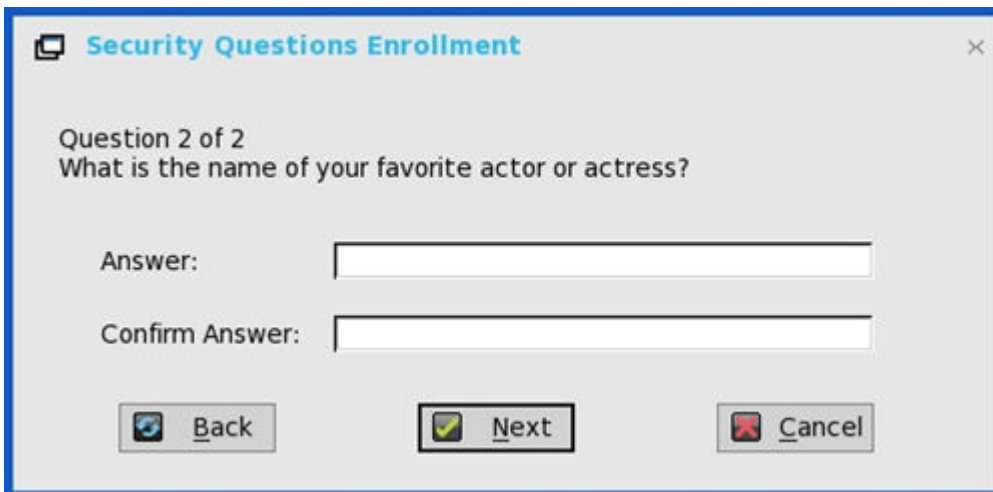 Security Questions Enrollment
Question 2 of 2
What is the name of your favorite actor or actress?
Answer:
Confirm Answer:
Back
Next
Cancel